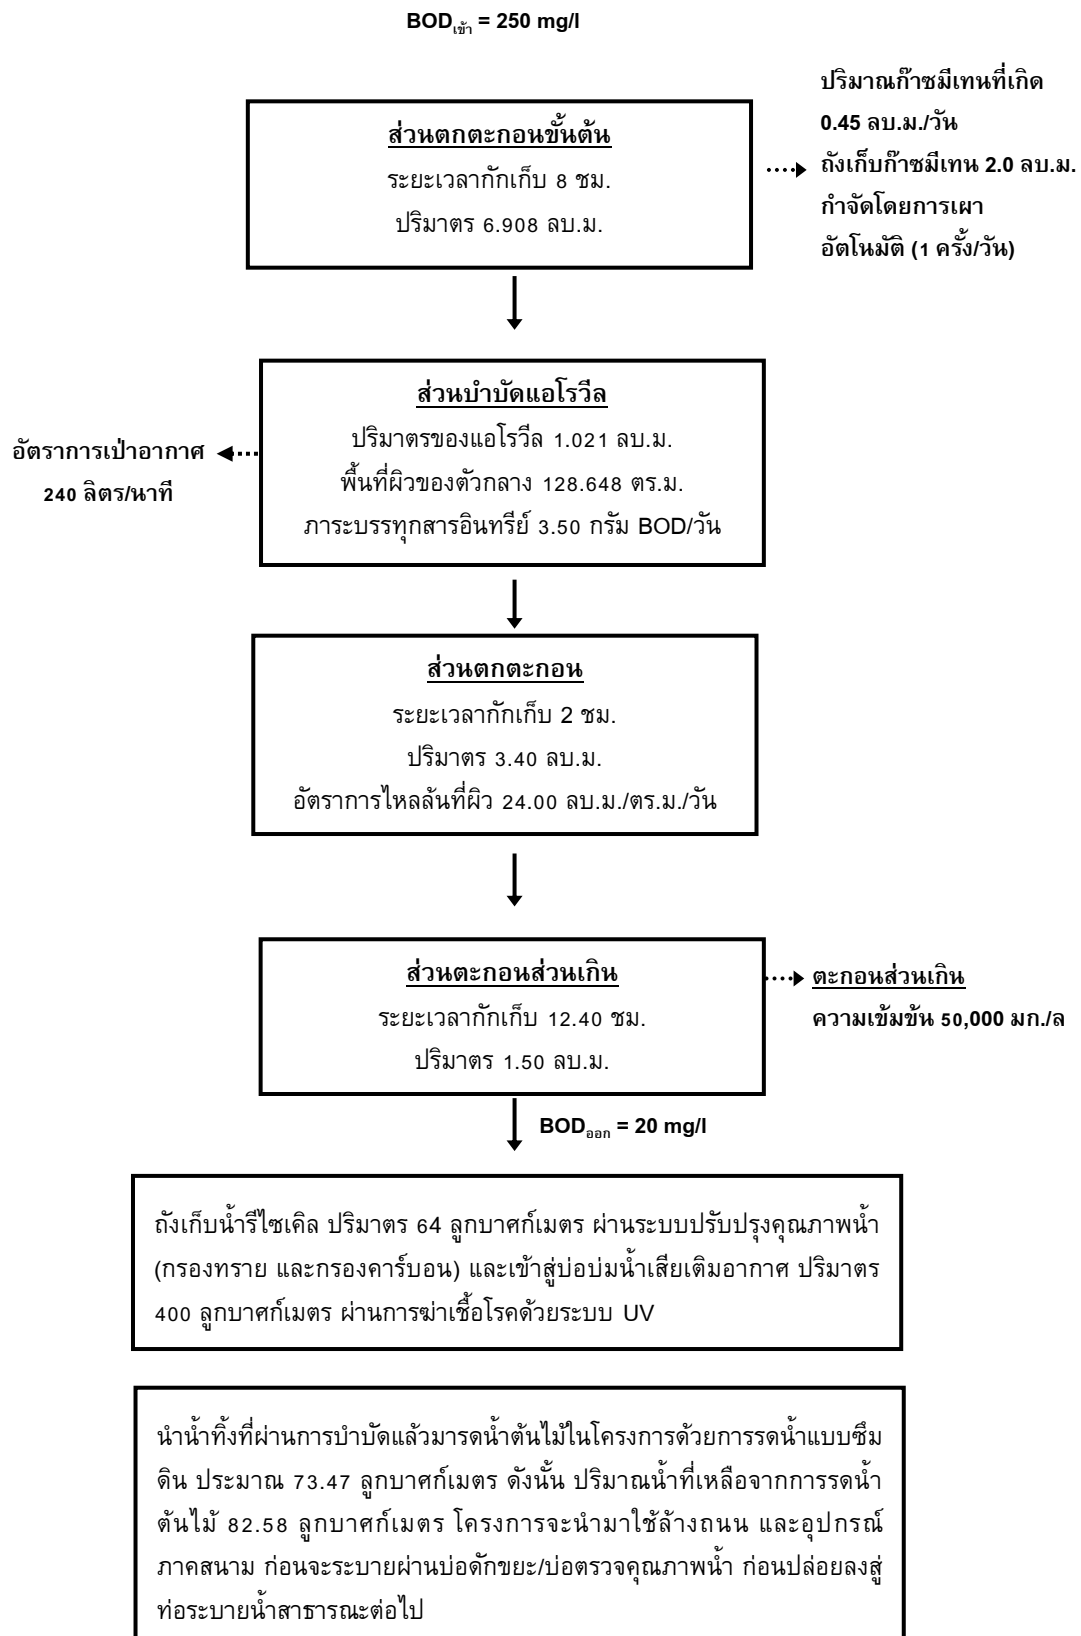 BODเข้า = 250 mg/l
ส่วนตกตะกอนขั้นต้น
ระยะเวลากักเก็บ 8 ชม.
ปริมาตร 6.908 ลบ.ม.
ปริมาณก๊าซมีเทนที่เกิด
0.45 ลบ.ม./วัน
ถังเก็บก๊าซมีเทน 2.0 ลบ.ม.
กำจัดโดยการเผา
อัตโนมัติ (1 ครั้ง/วัน)
ส่วนบำบัดแอโรวีล
ปริมาตรของแอโรวีล 1.021 ลบ.ม.
พื้นที่ผิวของตัวกลาง 128.648 ตร.ม.
ภาระบรรทุกสารอินทรีย์ 3.50 กรัม BOD/วัน
อัตราการเป่าอากาศ
240 ลิตร/นาที
ส่วนตกตะกอน
ระยะเวลากักเก็บ 2 ชม.
ปริมาตร 3.40 ลบ.ม.
อัตราการไหลล้นที่ผิว 24.00 ลบ.ม./ตร.ม./วัน
ส่วนตะกอนส่วนเกิน
ระยะเวลากักเก็บ 12.40 ชม.
ปริมาตร 1.50 ลบ.ม.
ตะกอนส่วนเกิน
ความเข้มข้น 50,000 มก./ล
BODออก = 20 mg/l
ถังเก็บน้ำรีไซเคิล ปริมาตร 64 ลูกบาศก์เมตร ผ่านระบบปรับปรุงคุณภาพน้ำ
(กรองทราย และกรองคาร์บอน) และเข้าสู่บ่อบ่มน้ำเสียเติมอากาศ ปริมาตร
400 ลูกบาศก์เมตร ผ่านการฆ่าเชื้อโรคด้วยระบบ UV
นำน้ำทิ้งที่ผ่านการบำบัดแล้วมารดน้ำต้นไม้ในโครงการด้วยการรดน้ำแบบซึม
ดิน ประมาณ 73.47 ลูกบาศก์เมตร ดังนั้น ปริมาณน้ำที่เหลือจากการรดน้ำ
ต้นไม้ 82.58 ลูกบาศก์เมตร โครงการจะนำมาใช้ล้างถนน และอุปกรณ์
ภาคสนาม ก่อนจะระบายผ่านบ่อดักขยะ/บ่อตรวจคุณภาพน้ำ ก่อนปล่อยลงสู่
ท่อระบายน้ำสาธารณะต่อไป